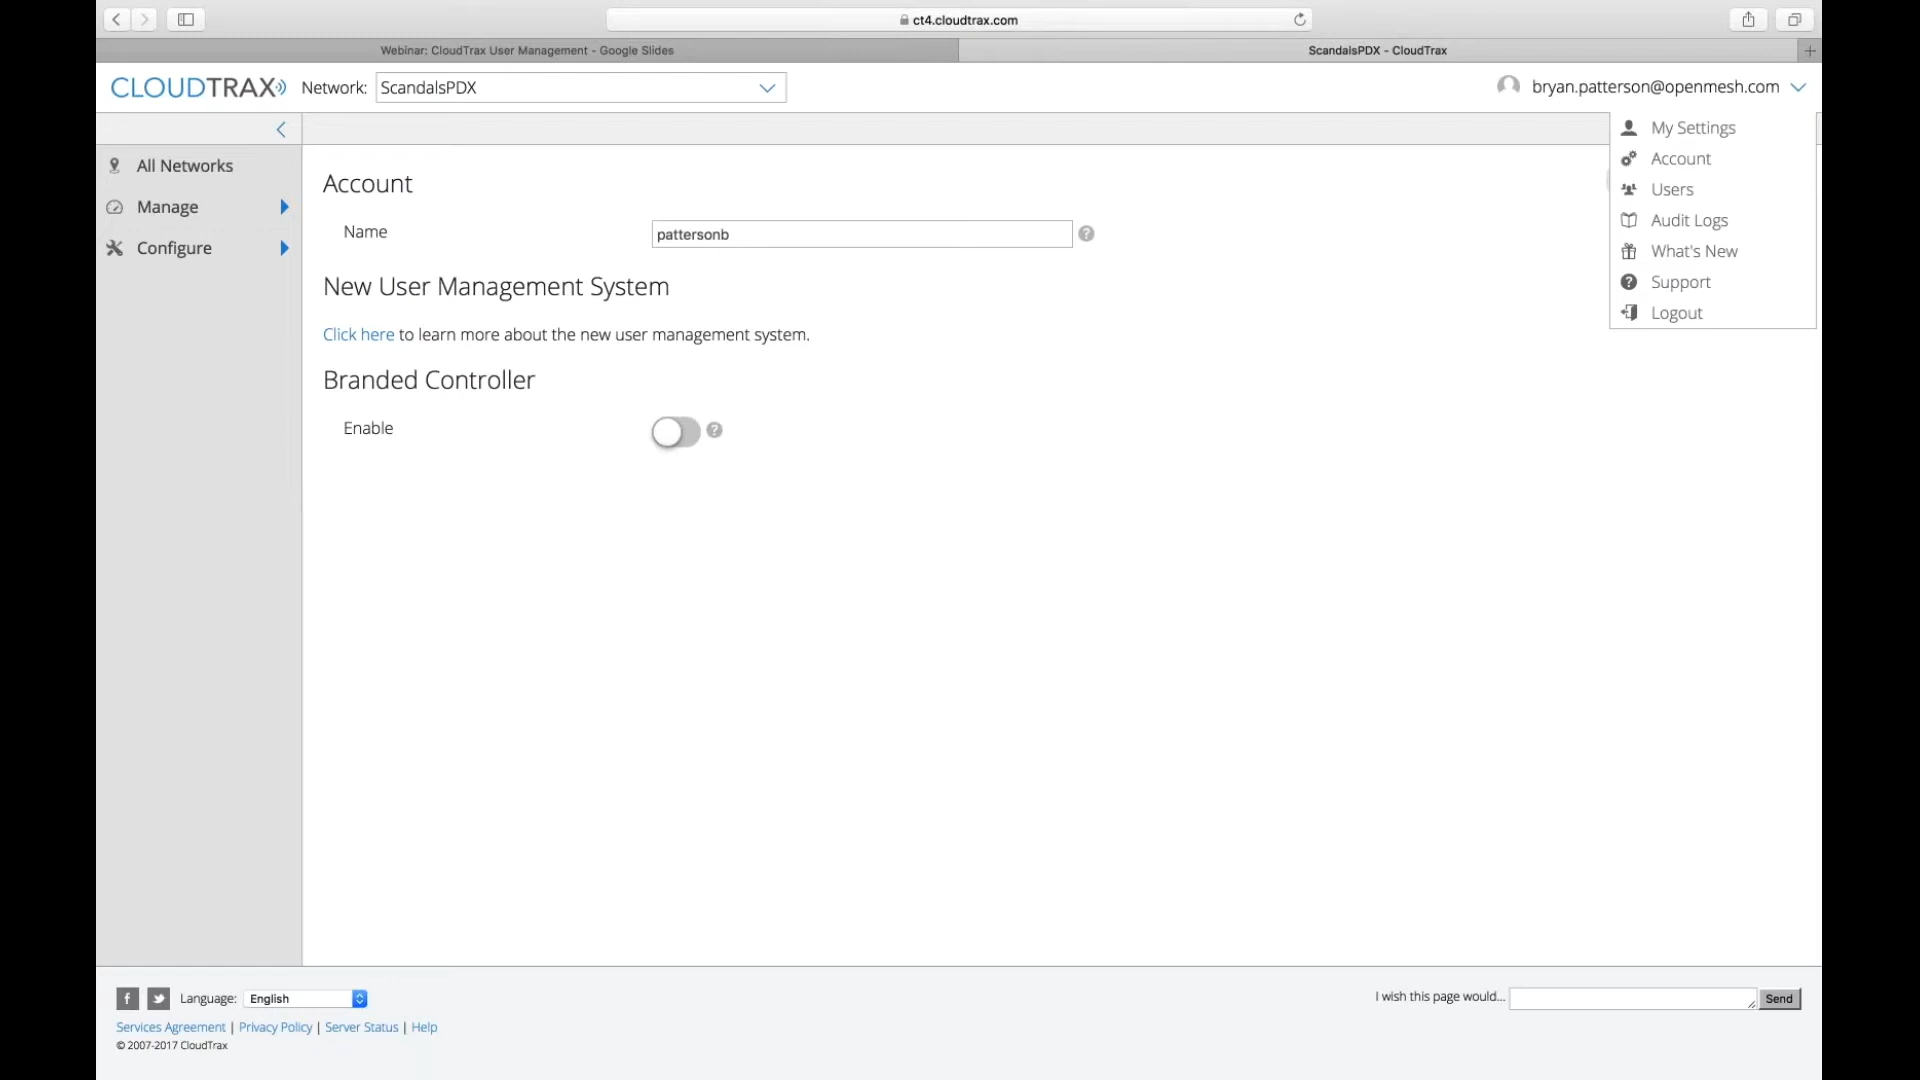 ct4.cloudtrax.com
Webinar: CloudTrax User Management - Google Slides
ScandalsPDX - CloudTrax
CLOUDTRAX Network: ScandalsPDX
bryan.patterson@openmesh.com
My Settings
Account
Users
Audit Logs
What's New
Support
Logout
All Networks
Manage
Configure
Account
Name pattersonb
New User Management System
Click here to learn more about the new user management system.
Branded Controller
Enable
Language: English
I wish this page would... Send
Services Agreement | Privacy Policy | Server Status | Help
© 2007-2017 CloudTrax